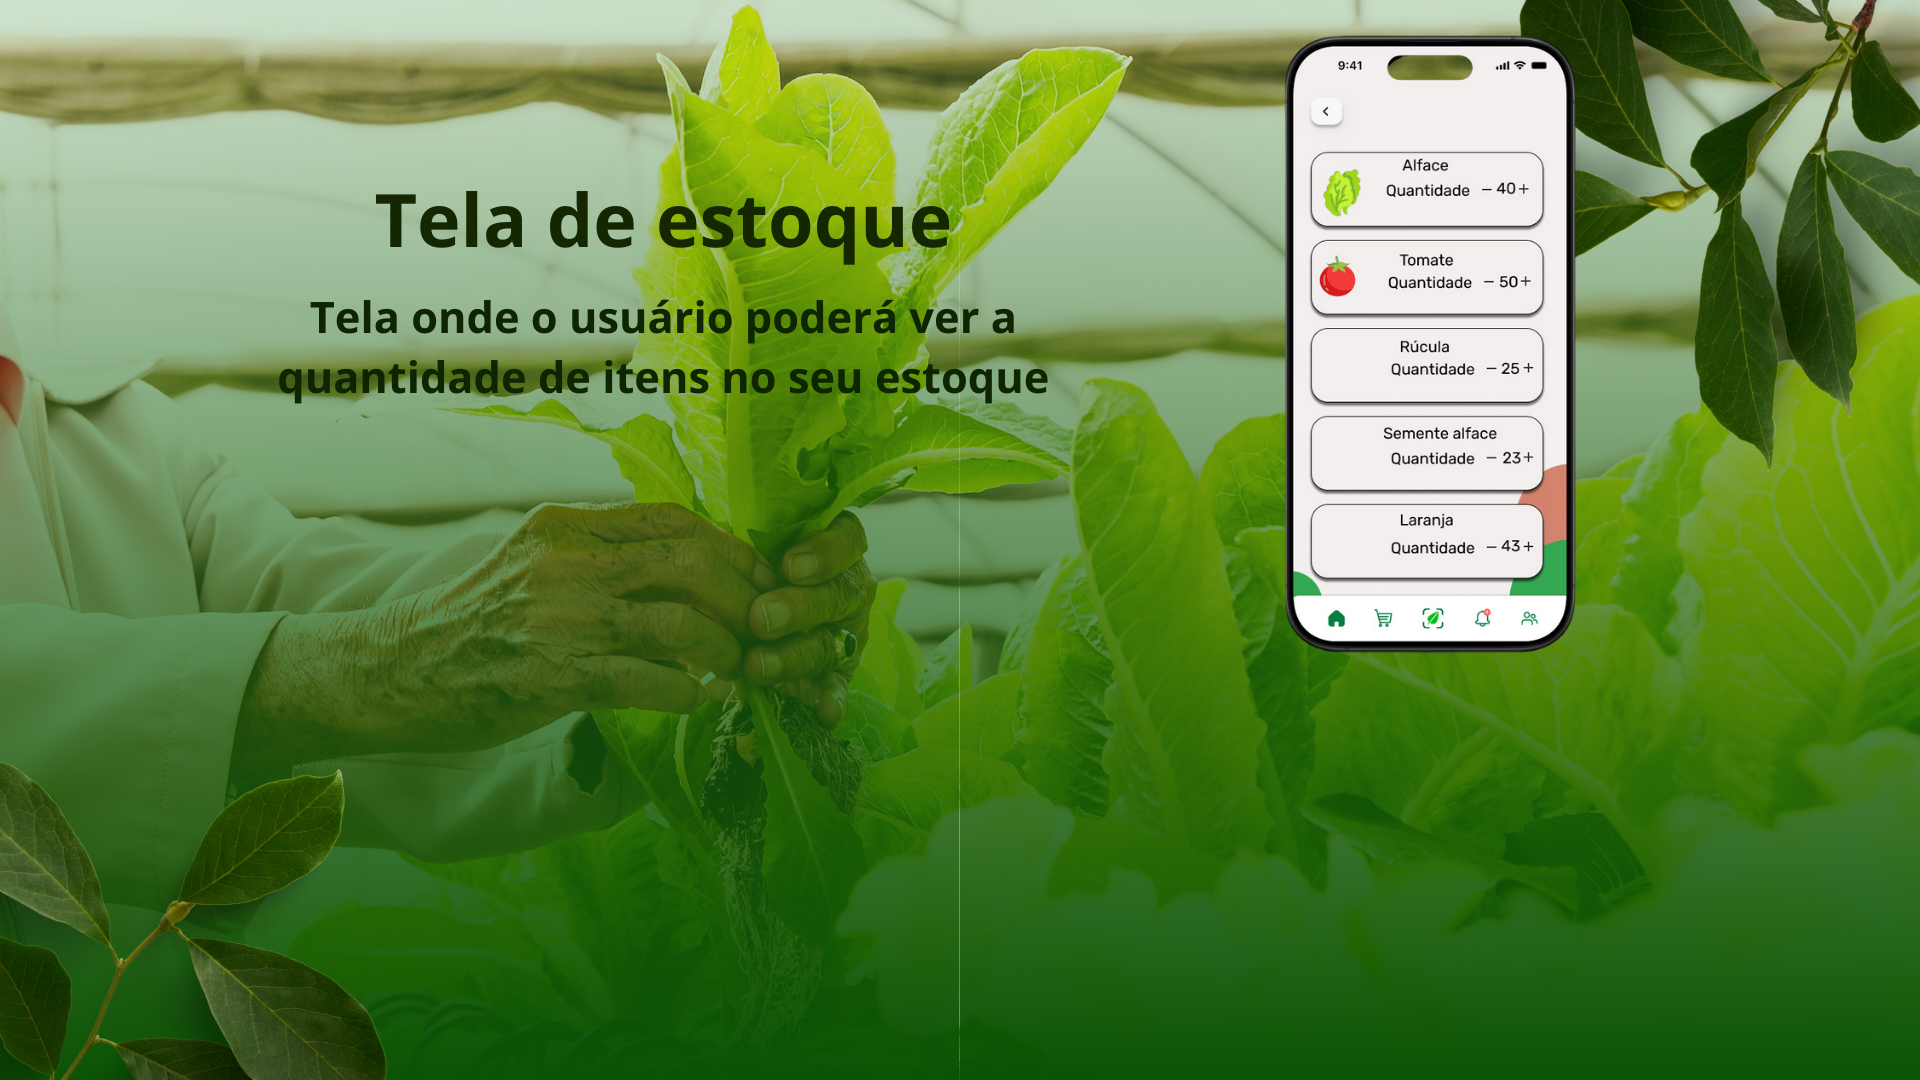 Tela de estoque
Tela onde o usuário poderá ver a
quantidade de itens no seu estoque
9:41
Alface
Quantidade – 40 +
Tomate
Quantidade – 50 +
Rúcula
Quantidade – 25 +
Semente alface
Quantidade – 23 +
Laranja
Quantidade – 43 +